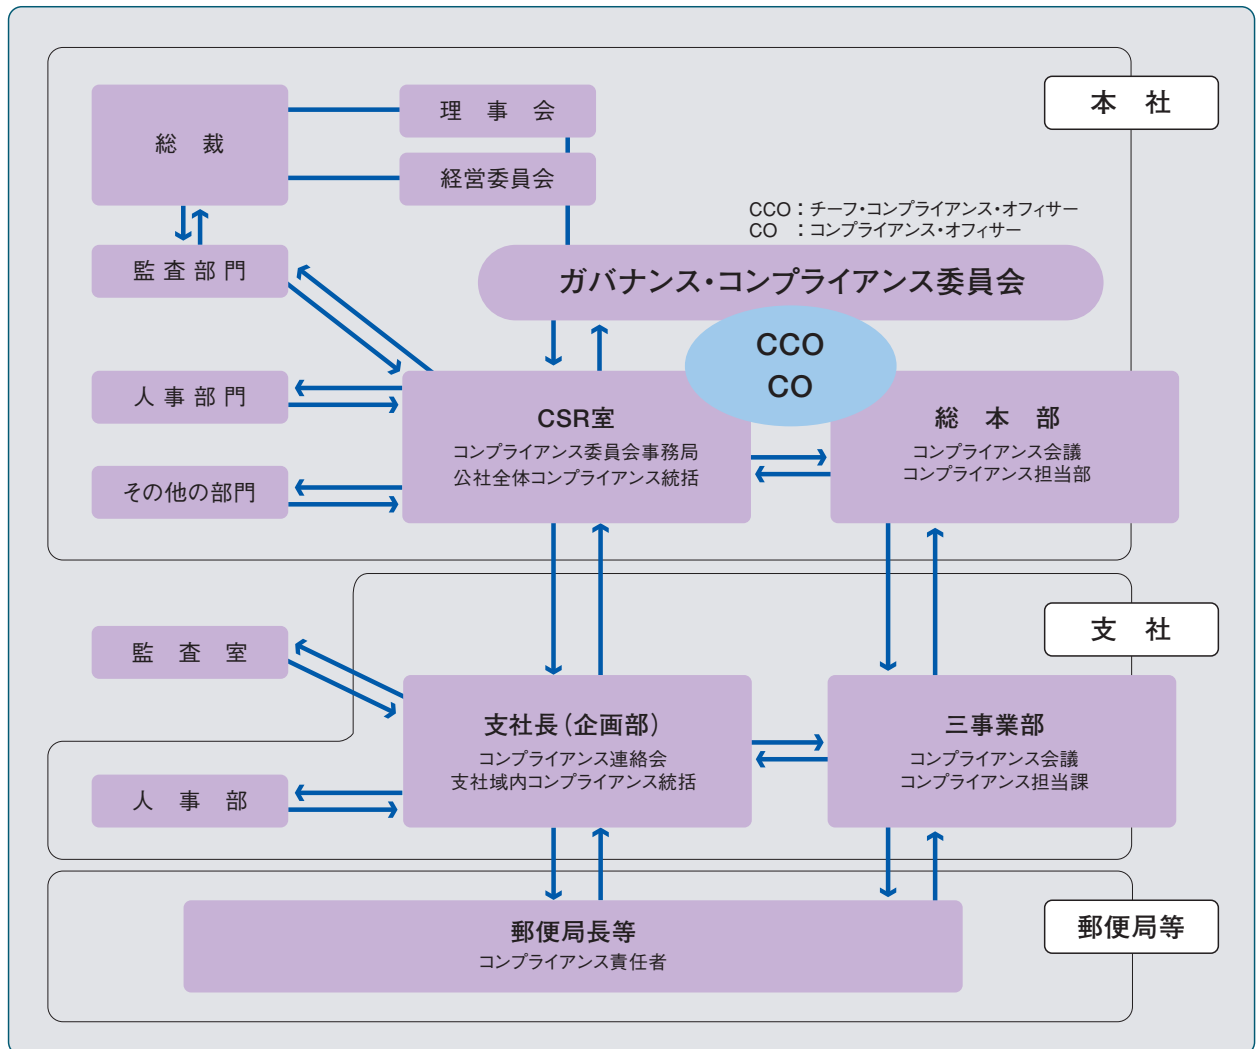 本　社
総　裁
理　事　会
経営委員会
CCO：チーフ・コンプライアンス・オフィサー
CO　：コンプライアンス・オフィサー
監 査 部 門
ガバナンス・コンプライアンス委員会
CCO
CO
人 事 部 門
CSR室
コンプライアンス委員会事務局
公社全体コンプライアンス統括
総　本　部
コンプライアンス会議
コンプライアンス担当部
その他の部門
支　社
監　査　室
支社長（企画部）
コンプライアンス連絡会
支社域内コンプライアンス統括
三事業部
コンプライアンス会議
コンプライアンス担当課
人　事　部
郵便局等
郵便局長等
コンプライアンス責任者